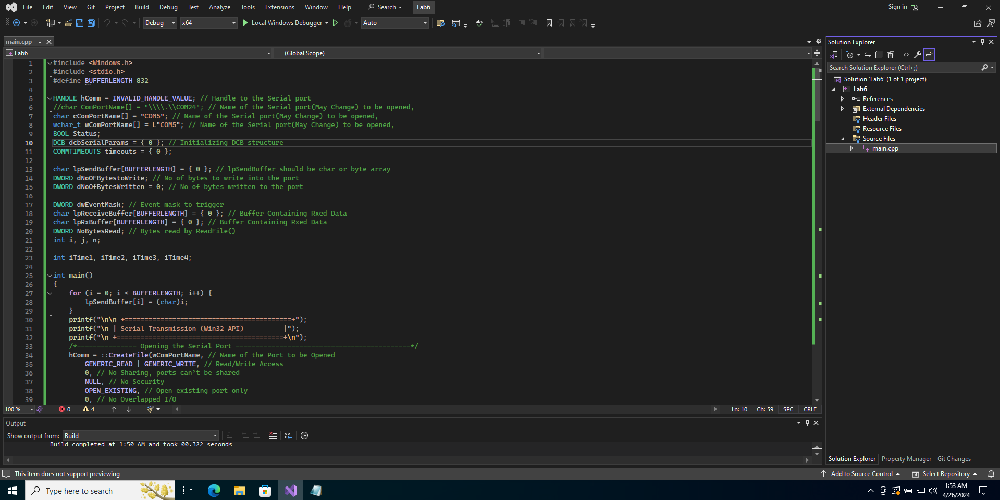 File Edit View Git Project Build Debug Test Analyze Tools Extensions Window Help Search Lab6 Sign in
Debug x64 Local Windows Debugger Auto
main.cpp
Lab6 (Global Scope)
1 #include <Windows.h>
2 #include <stdio.h>
3 #define BUFFERLENGTH 832
4
5 HANDLE hComm = INVALID_HANDLE_VALUE; // Handle to the Serial port
6 //char ComPortName[] = "\\\\.\\COM24"; // Name of the Serial port(May Change) to be opened,
7 char cComPortName[] = "COM5"; // Name of the Serial port(May Change) to be opened,
8 wchar_t wComPortName[] = L"COM5"; // Name of the Serial port(May Change) to be opened,
9 BOOL Status;
10 DCB dcbSerialParams = { 0 }; // Initializing DCB structure
11 COMMTIMEOUTS timeouts = { 0 };
12
13 char lpSendBuffer[BUFFERLENGTH] = { 0 }; // lpSendBuffer should be char or byte array
14 DWORD dNoOFBytestoWrite; // No of bytes to write into the port
15 DWORD dNoOfBytesWritten = 0; // No of bytes written to the port
16
17 DWORD dwEventMask; // Event mask to trigger
18 char lpReceiveBuffer[BUFFERLENGTH] = { 0 }; // Buffer Containing Rxed Data
19 char lpRxBuffer[BUFFERLENGTH] = { 0 }; // Buffer Containing Rxed Data
20 DWORD NoBytesRead; // Bytes read by ReadFile()
21 int i, j, n;
22
23 int iTime1, iTime2, iTime3, iTime4;
24
25 int main()
26 {
27 for (i = 0; i < BUFFERLENGTH; i++) {
28 lpSendBuffer[i] = (char)i;
29 }
30 printf("\n\n +==========================================+");
31 printf("\n | Serial Transmission (Win32 API)          |");
32 printf("\n +==========================================+\n");
33 /*--------------- Opening the Serial Port --------------------------------------------*/
34 hComm = ::CreateFile(wComPortName, // Name of the Port to be Opened
35 GENERIC_READ | GENERIC_WRITE, // Read/Write Access
36 0, // No Sharing, ports can't be shared
37 NULL, // No Security
38 OPEN_EXISTING, // Open existing port only
39 0, // No Overlapped I/O
100 % 0 4 Ln: 10 Ch: 59 SPC CRLF
Output
Show output from: Build
========== Build completed at 1:50 AM and took 00.322 seconds ==========
Solution Explorer
Search Solution Explorer (Ctrl+;)
Solution 'Lab6' (1 of 1 project)
Lab6
References
External Dependencies
Header Files
Resource Files
Source Files
main.cpp
Solution Explorer Property Manager Git Changes
This item does not support previewing Add to Source Control Select Repository
Type here to search
1:53 AM
4/26/2024